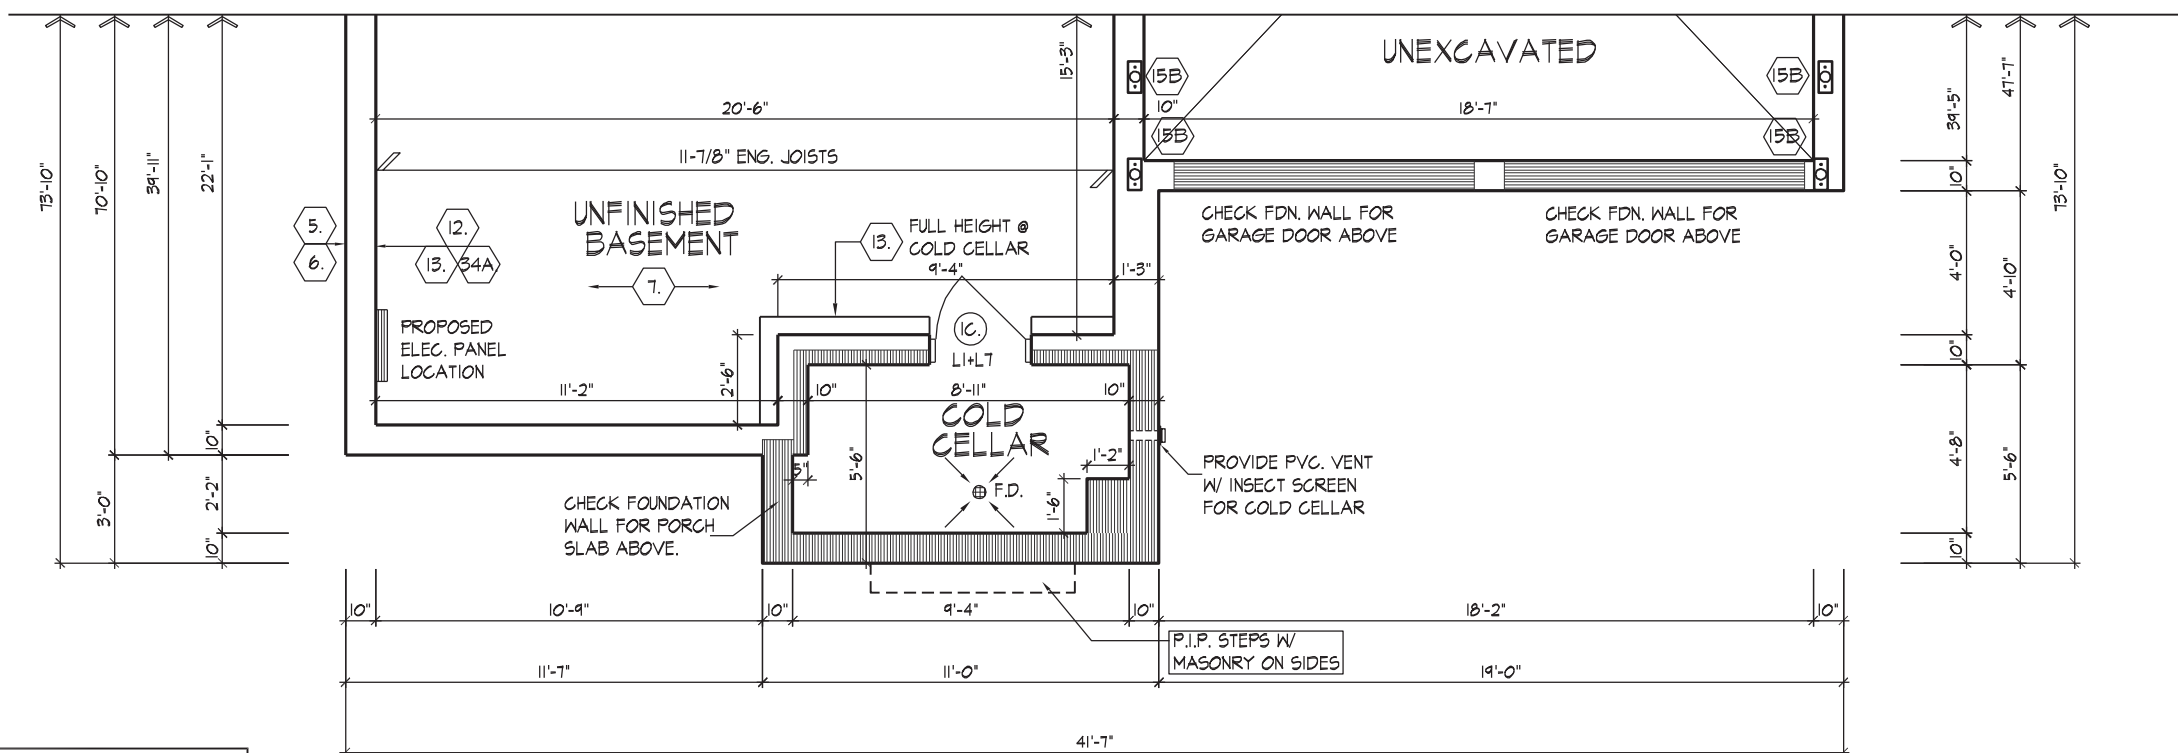 UNEXCAVATED
15'-3"
15B
15B
20'-6"
10"
18'-7"
15B
15B
11-7/8" ENG. JOISTS
73'-10"
70'-10"
39'-11"
22'-1"
39'-5"
47'-7"
73'-10"
10"
5.
6.
12.
13.
34A.
UNFINISHED
BASEMENT
7.
13.
FULL HEIGHT @
COLD CELLAR
CHECK FDN. WALL FOR
GARAGE DOOR ABOVE
CHECK FDN. WALL FOR
GARAGE DOOR ABOVE
9'-4"
1'-3"
4'-0"
4'-10"
PROPOSED
ELEC. PANEL
LOCATION
1C.
L1+L7
10"
2'-6"
11'-2"
10"
8'-11"
10"
COLD
CELLAR
5'-6"
5"
1'-2"
1'-6"
F.D.
10"
2'-2"
3'-0"
10"
4'-8"
5'-6"
10"
CHECK FOUNDATION
WALL FOR PORCH
SLAB ABOVE.
PROVIDE PVC. VENT
W/ INSECT SCREEN
FOR COLD CELLAR
10"
10'-9"
10"
9'-4"
10"
18'-2"
10"
P.I.P. STEPS W/
MASONRY ON SIDES
11'-7"
11'-0"
19'-0"
41'-7"